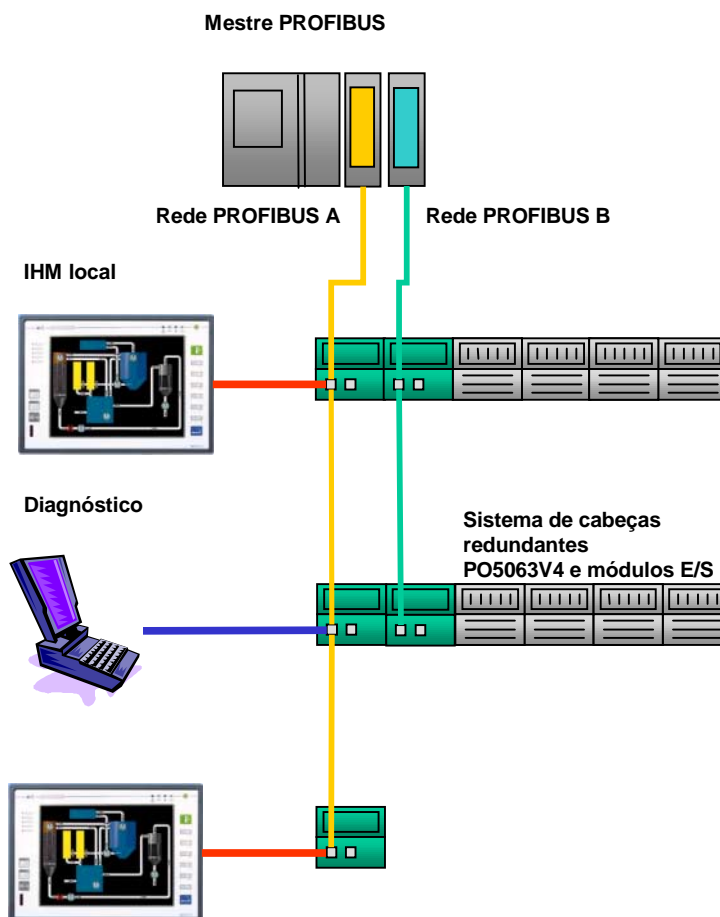 Mestre PROFIBUS
Rede PROFIBUS A
Rede PROFIBUS B
IHM local
Diagnóstico
Sistema de cabeças
redundantes
PO5063V4 e módulos E/S